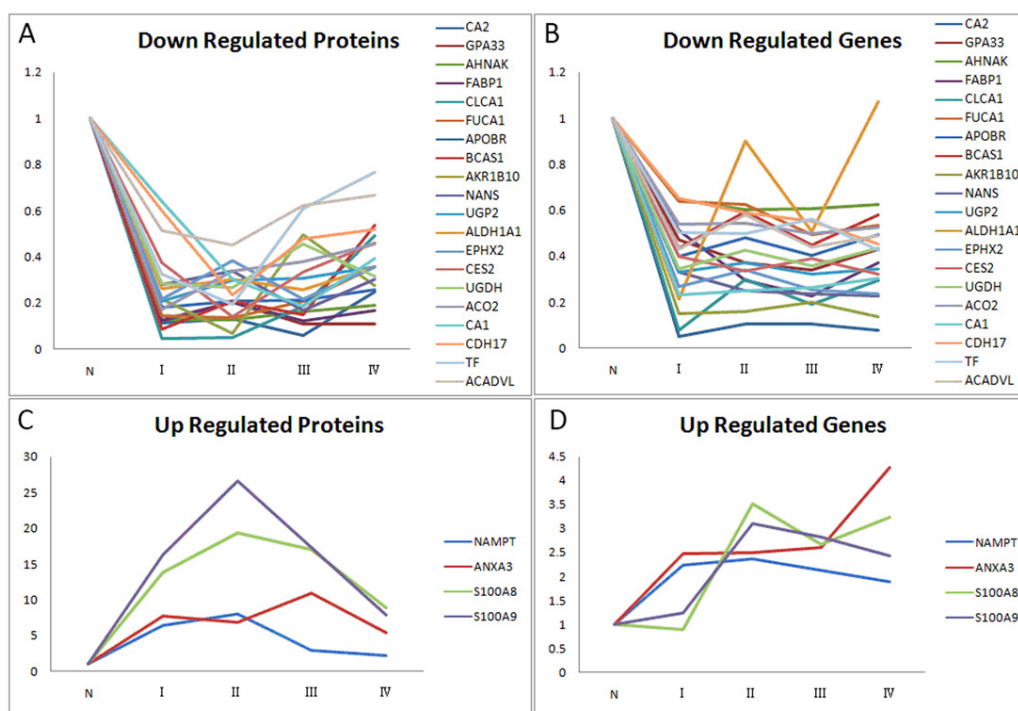 A
Down Regulated Proteins
1.2
1
0.8
0.6
0.4
0.2
0
N
I
II
III
IV
CA2
GPA33
AHNAK
FABP1
CLCA1
FUCA1
APOBR
BCAS1
AKR1B10
NANS
UGP2
ALDH1A1
EPHX2
CES2
UGDH
ACO2
CA1
CDH17
TF
ACADVL
B
Down Regulated Genes
1.2
1
0.8
0.6
0.4
0.2
0
N
I
II
III
IV
CA2
GPA33
AHNAK
FABP1
CLCA1
FUCA1
APOBR
BCAS1
AKR1B10
NANS
UGP2
ALDH1A1
EPHX2
CES2
UGDH
ACO2
CA1
CDH17
TF
ACADVL
C
Up Regulated Proteins
30
25
20
15
10
5
0
N
I
II
III
IV
NAMPT
ANXA3
S100A8
S100A9
D
Up Regulated Genes
4.5
4
3.5
3
2.5
2
1.5
1
0.5
0
N
I
II
III
IV
NAMPT
ANXA3
S100A8
S100A9